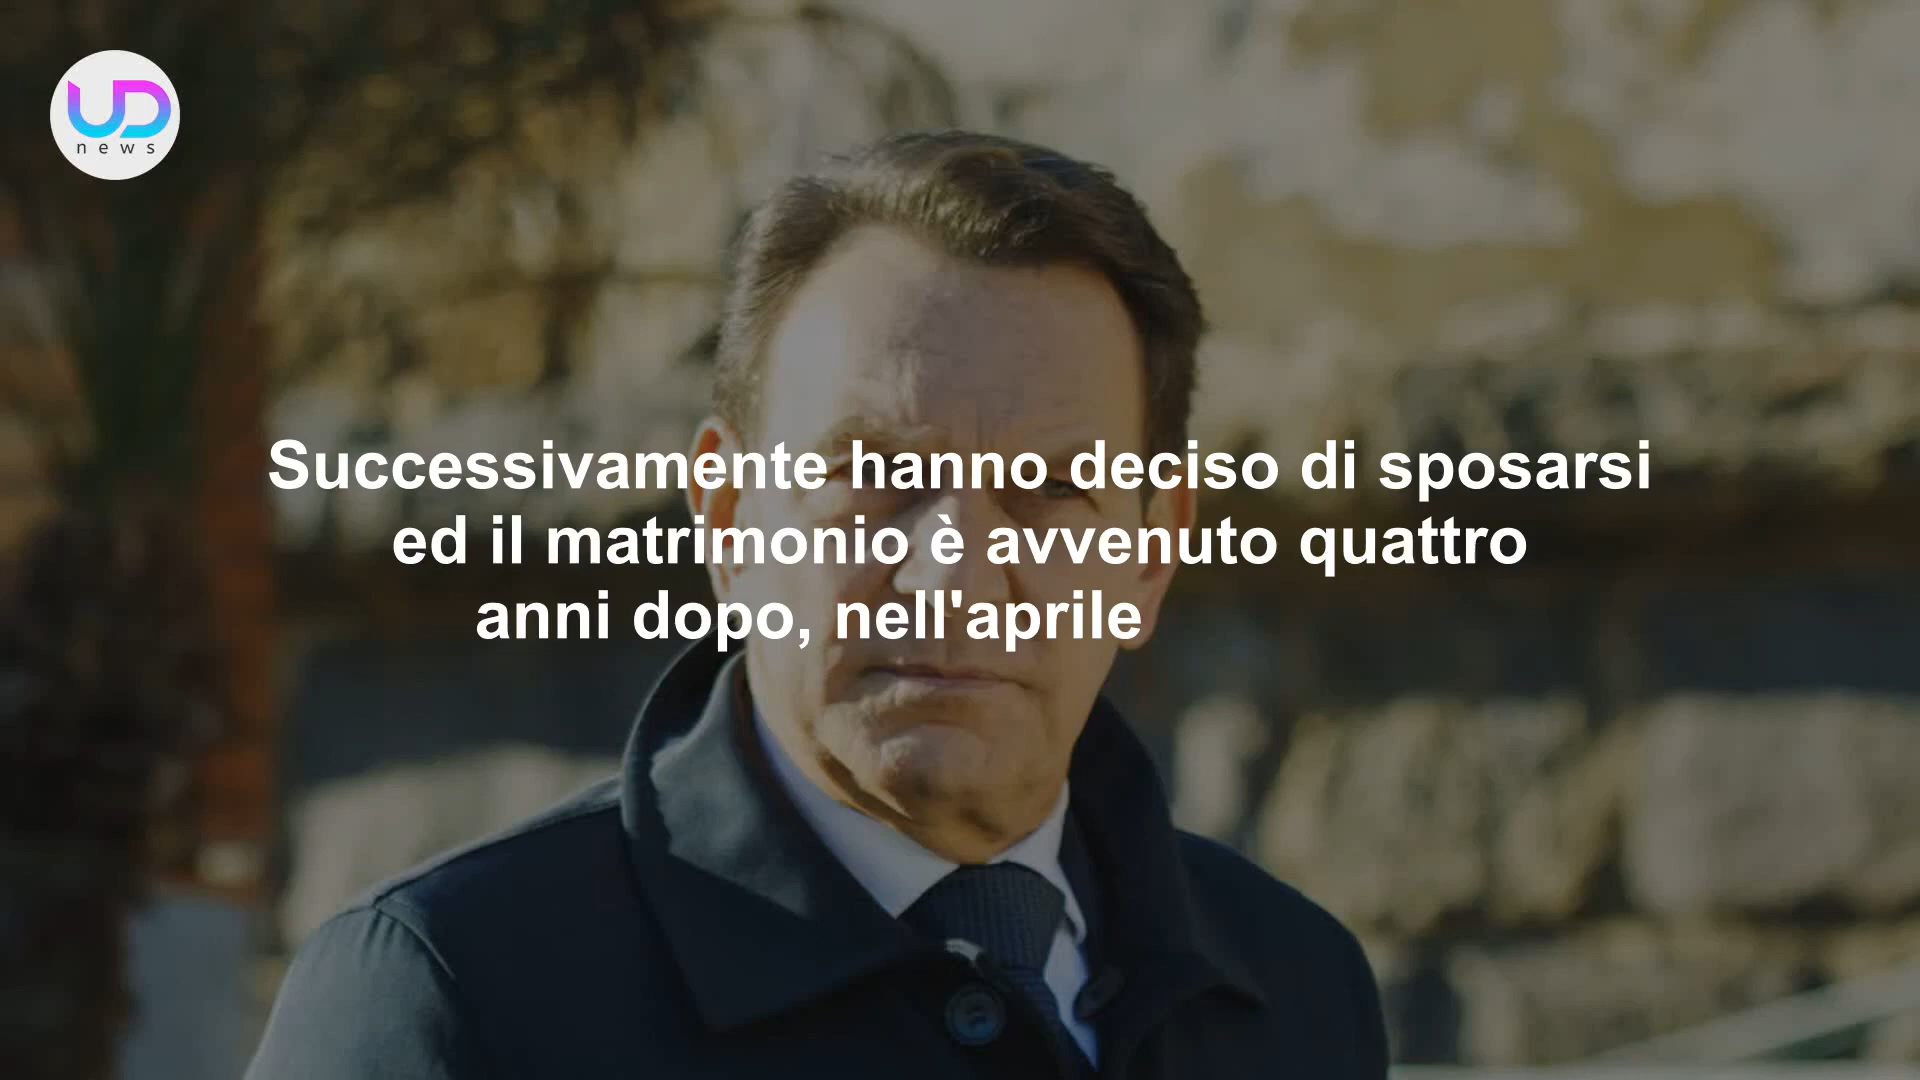 UD
news
Successivamente hanno deciso di sposarsi
ed il matrimonio è avvenuto quattro
anni dopo, nell'aprile